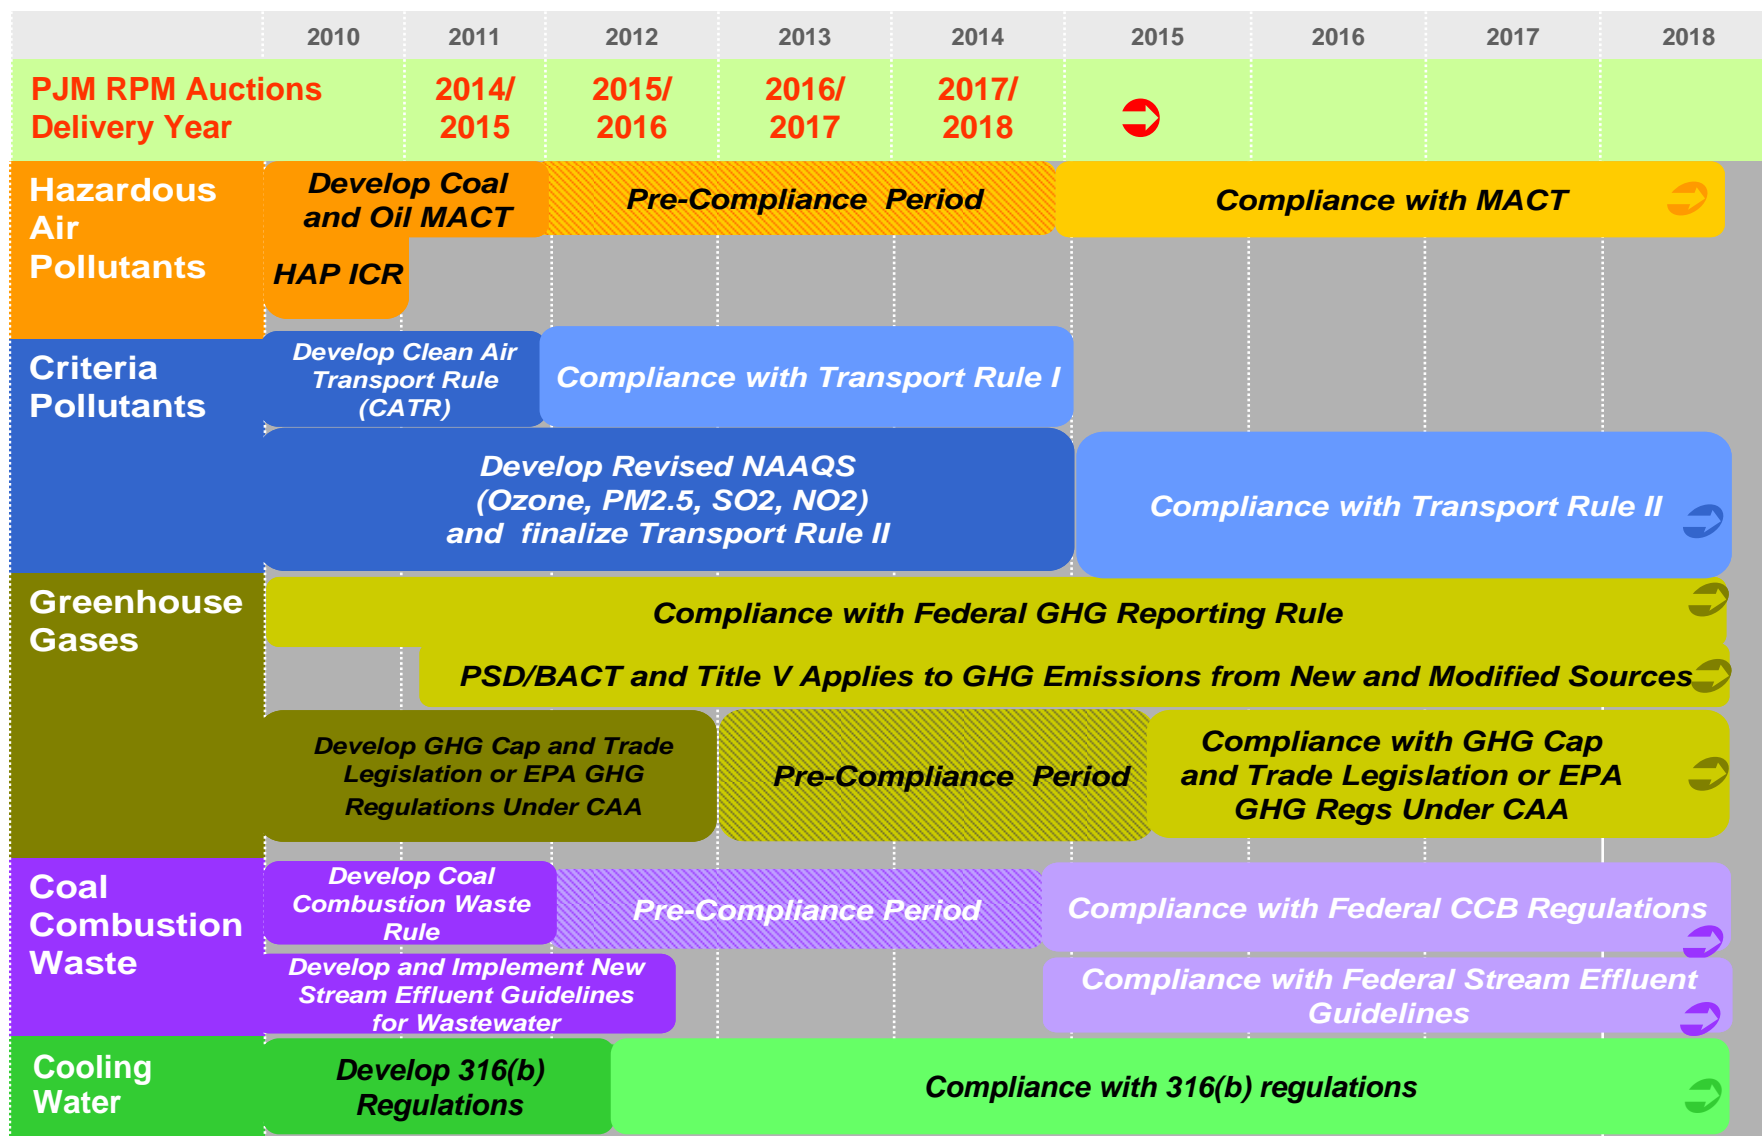 2010 2011 2012 2013 2014 2015 2016 2017 2018
PJM RPM Auctions
Delivery Year
2014/
2015
2015/
2016
2016/
2017
2017/
2018
Hazardous
Air
Pollutants
Develop Coal
and Oil MACT
Pre-Compliance Period
Compliance with MACT
HAP ICR
Criteria
Pollutants
Develop Clean Air
Transport Rule
(CATR)
Compliance with Transport Rule I
Develop Revised NAAQS
(Ozone, PM2.5, SO2, NO2)
and finalize Transport Rule II
Compliance with Transport Rule II
Greenhouse
Gases
Compliance with Federal GHG Reporting Rule
PSD/BACT and Title V Applies to GHG Emissions from New and Modified Sources
Develop GHG Cap and Trade
Legislation or EPA GHG
Regulations Under CAA
Pre-Compliance Period
Compliance with GHG Cap
and Trade Legislation or EPA
GHG Regs Under CAA
Coal
Combustion
Waste
Develop Coal
Combustion Waste
Rule
Pre-Compliance Period
Compliance with Federal CCB Regulations
Develop and Implement New
Stream Effluent Guidelines
for Wastewater
Compliance with Federal Stream Effluent
Guidelines
Cooling
Water
Develop 316(b)
Regulations
Compliance with 316(b) regulations